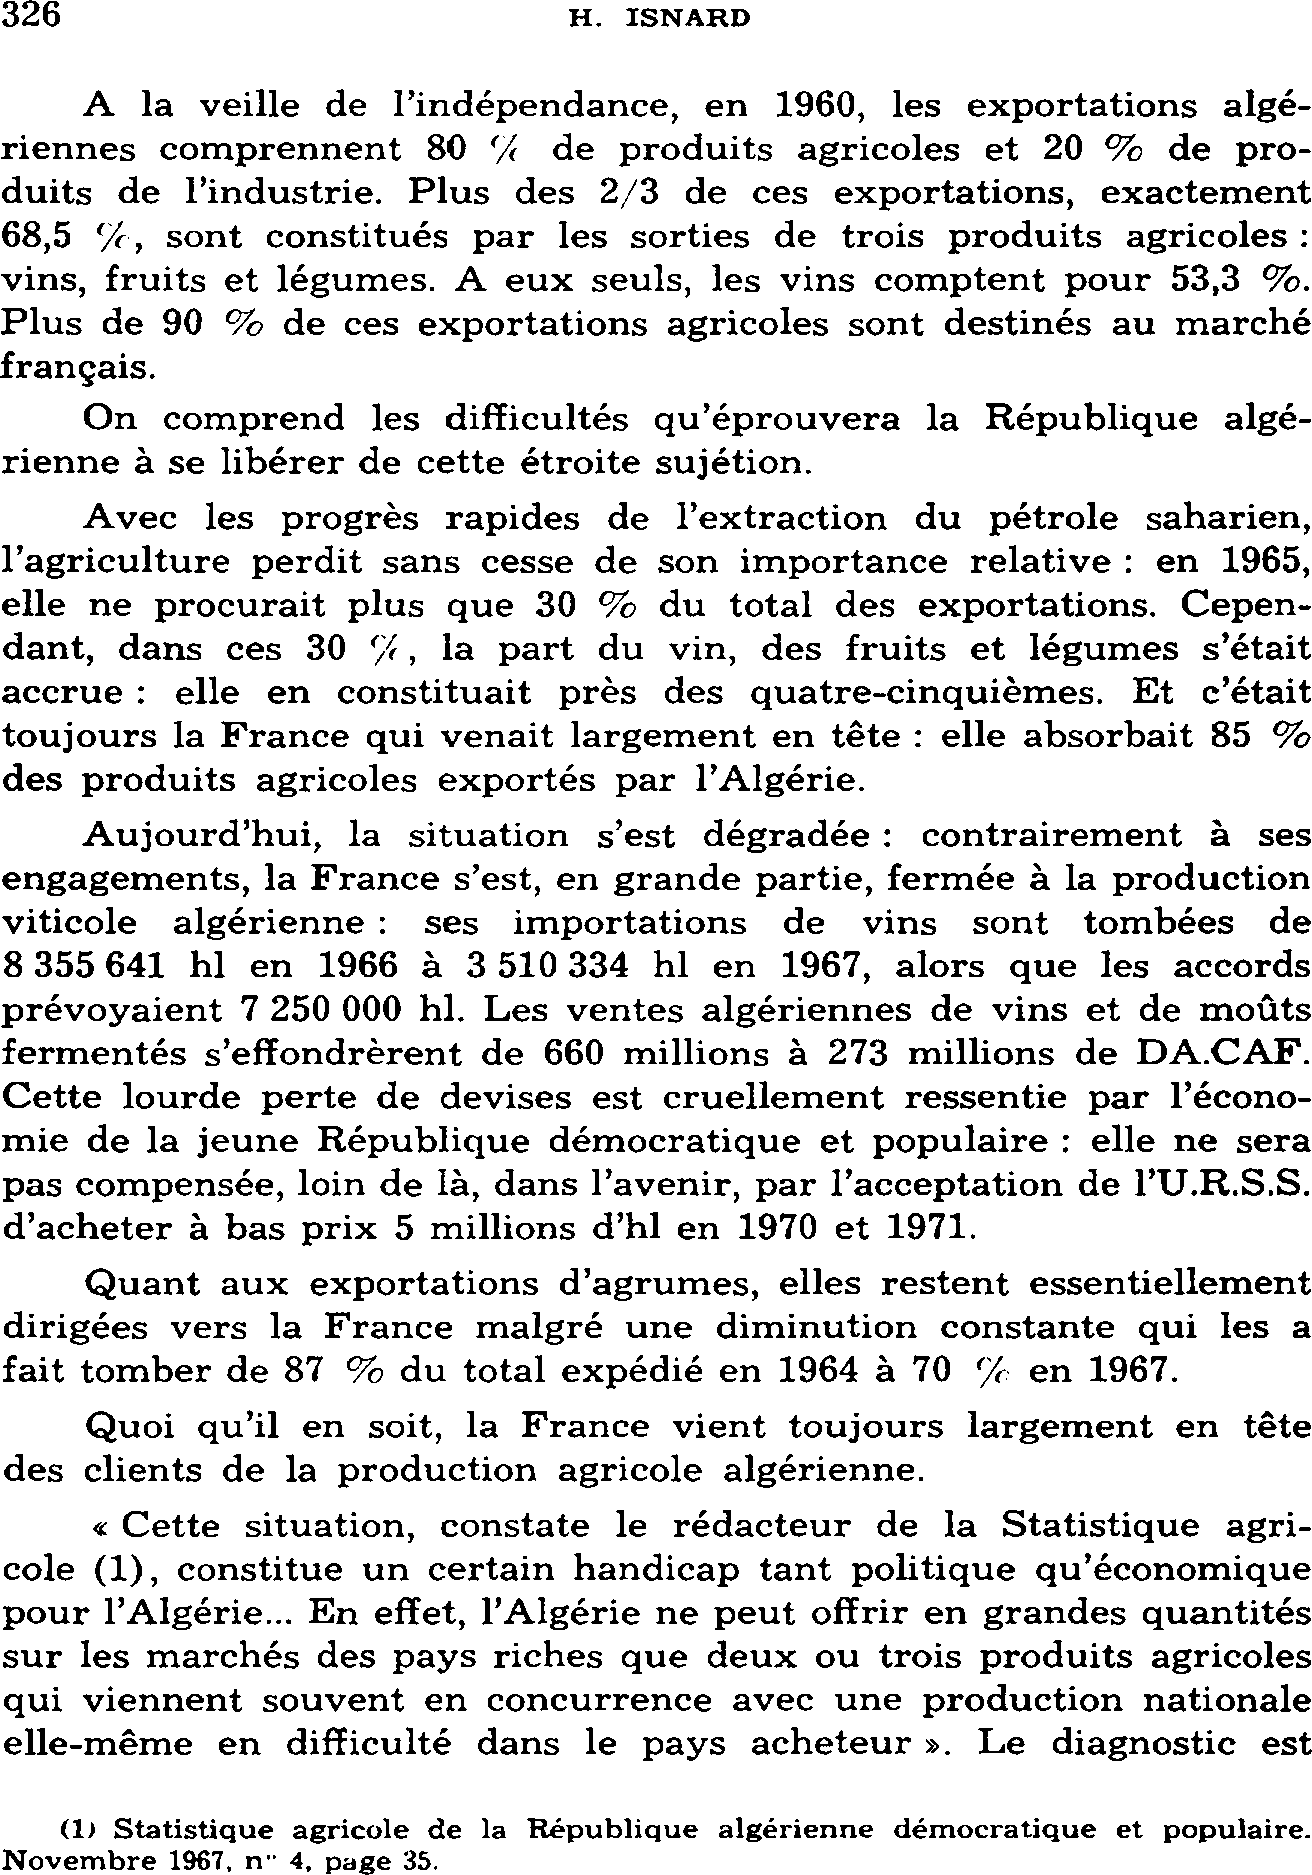 326
H. ISNARD
A la veille de l'indépendance, en 1960, les exportations algé-
riennes comprennent 80 % de produits agricoles et 20 % de pro-
duits de l'industrie. Plus des 2/3 de ces exportations, exactement
68,5 %, sont constitués par les sorties de trois produits agricoles :
vins, fruits et légumes. A eux seuls, les vins comptent pour 53,3 %.
Plus de 90 % de ces exportations agricoles sont destinés au marché
français.
On comprend les difficultés qu'éprouvera la République algé-
rienne à se libérer de cette étroite sujétion.
Avec les progrès rapides de l'extraction du pétrole saharien,
l'agriculture perdit sans cesse de son importance relative : en 1965,
elle ne procurait plus que 30 % du total des exportations. Cepen-
dant, dans ces 30 %, la part du vin, des fruits et légumes s'était
accrue : elle en constituait près des quatre-cinquièmes. Et c'était
toujours la France qui venait largement en tête : elle absorbait 85 %
des produits agricoles exportés par l'Algérie.
Aujourd'hui, la situation s'est dégradée : contrairement à ses
engagements, la France s'est, en grande partie, fermée à la production
viticole algérienne : ses importations de vins sont tombées de
8 355 641 hl en 1966 à 3 510 334 hl en 1967, alors que les accords
prévoyaient 7 250 000 hl. Les ventes algériennes de vins et de moûts
fermentés s'effondrèrent de 660 millions à 273 millions de DA.CAF.
Cette lourde perte de devises est cruellement ressentie par l'écono-
mie de la jeune République démocratique et populaire : elle ne sera
pas compensée, loin de là, dans l'avenir, par l'acceptation de l'U.R.S.S.
d'acheter à bas prix 5 millions d'hl en 1970 et 1971.
Quant aux exportations d'agrumes, elles restent essentiellement
dirigées vers la France malgré une diminution constante qui les a
fait tomber de 87 % du total expédié en 1964 à 70 % en 1967.
Quoi qu'il en soit, la France vient toujours largement en tête
des clients de la production agricole algérienne.
« Cette situation, constate le rédacteur de la Statistique agri-
cole (1), constitue un certain handicap tant politique qu'économique
pour l'Algérie... En effet, l'Algérie ne peut offrir en grandes quantités
sur les marchés des pays riches que deux ou trois produits agricoles
qui viennent souvent en concurrence avec une production nationale
elle-même en difficulté dans le pays acheteur ». Le diagnostic est
(1) Statistique agricole de la République algérienne démocratique et populaire.
Novembre 1967, n° 4, page 35.